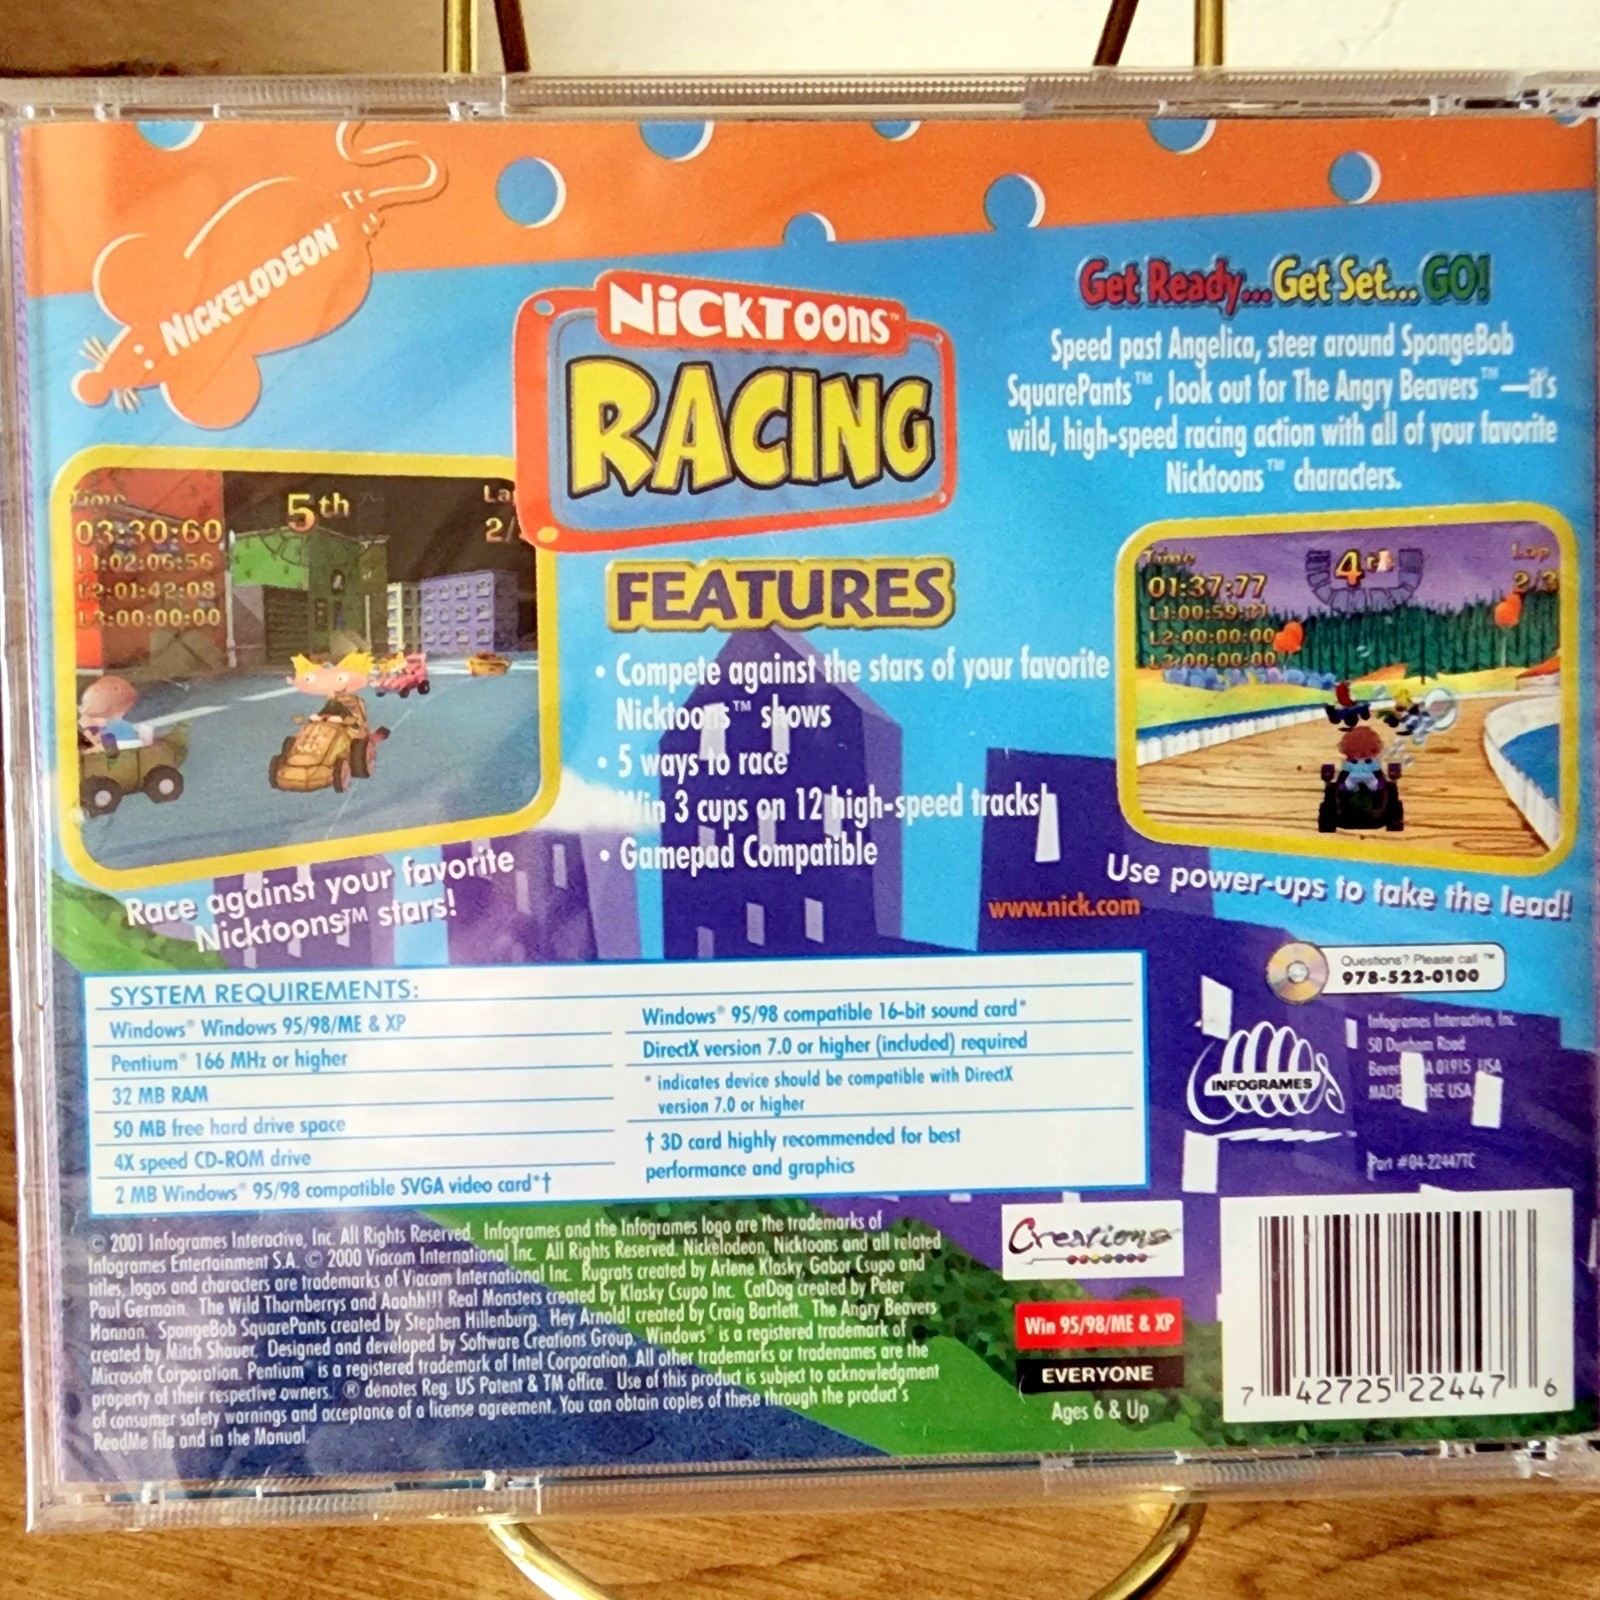 NICKELODEON™
NICKTOONS™
RACING
Get Ready...Get Set...GO!
Speed past Angelica, steer around SpongeBob
SquarePants™, look out for The Angry Beavers™—it's
wild, high-speed racing action with all of your favorite
Nicktoons™ characters.
Time
03:30:60
L1:02:06:56
L2:01:42:08
L3:00:00:00
5th
2/
Race against your favorite
Nicktoons™ stars!
FEATURES
• Compete against the stars of your favorite
Nicktoons™ shows
• 5 ways to race
• Win 3 cups on 12 high-speed tracks!
• Gamepad Compatible
Time
01:37:77
L1:00:59:31
L2:00:00:00
L3:00:00:00
4th
Lap
2/3
Use power-ups to take the lead!
www.nick.com
SYSTEM REQUIREMENTS:
Windows® Windows 95/98/ME & XP
Pentium® 166 MHz or higher
32 MB RAM
50 MB free hard drive space
4X speed CD-ROM drive
2 MB Windows® 95/98 compatible SVGA video card*†
Windows® 95/98 compatible 16-bit sound card*
DirectX version 7.0 or higher (included) required
* indicates device should be compatible with DirectX
version 7.0 or higher
† 3D card highly recommended for best
performance and graphics
Questions? Please call ™
978-522-0100
INFOGRAMES
Infogrames Interactive, Inc.
50 Dunham Road
A 01915 USA
MADE THE USA
Part #04-22447TC
© 2001 Infogrames Interactive, Inc. All Rights Reserved. Infogrames and the Infogrames logo are the trademarks of
Infogrames Entertainment S.A. © 2000 Viacom International Inc. All Rights Reserved. Nickelodeon, Nicktoons and all related
titles, logos and characters are trademarks of Viacom International Inc. Rugrats created by Arlene Klasky, Gabor Csupo and
Paul Germain. The Wild Thornberrys and Aaahh!!! Real Monsters created by Klasky Csupo Inc. CatDog created by Peter
Hannan. SpongeBob SquarePants created by Stephen Hillenburg. Hey Arnold! created by Craig Bartlett. The Angry Beavers
created by Mitch Shauer. Designed and developed by Software Creations Group. Windows® is a registered trademark of
Microsoft Corporation. Pentium® is a registered trademark of Intel Corporation. All other trademarks or tradenames are the
property of their respective owners. ® denotes Reg. US Patent & TM office. Use of this product is subject to acknowledgment
of consumer safety warnings and acceptance of a license agreement. You can obtain copies of these through the product's
ReadMe file and in the Manual.
Creations
Win 95/98/ME & XP
EVERYONE
Ages 6 & Up
7 42725 22447 6